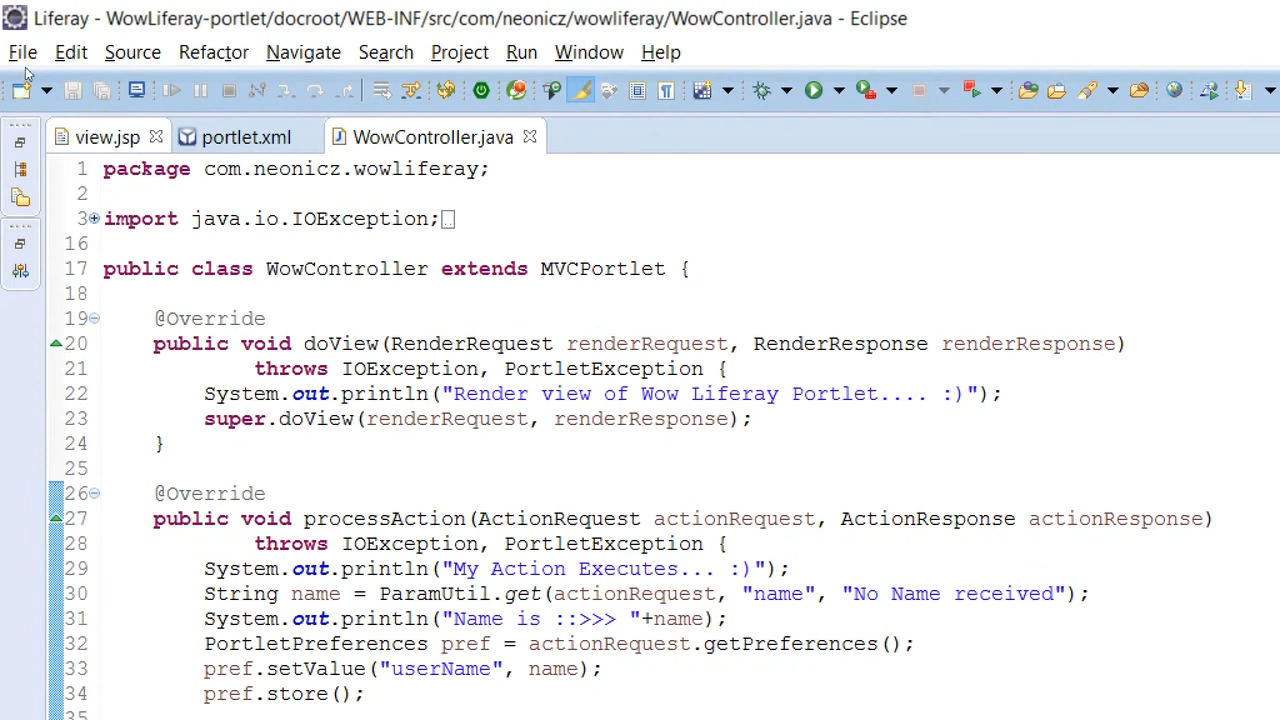 Liferay - WowLiferay-portlet/docroot/WEB-INF/src/com/neonicz/wowliferay/WowController.java - Eclipse
File Edit Source Refactor Navigate Search Project Run Window Help
view.jsp portlet.xml WowController.java
1 package com.neonicz.wowliferay;
2
3 import java.io.IOException;
16
17 public class WowController extends MVCPortlet {
18
19 @Override
20 public void doView(RenderRequest renderRequest, RenderResponse renderResponse)
21 throws IOException, PortletException {
22 System.out.println("Render view of Wow Liferay Portlet.... :)");
23 super.doView(renderRequest, renderResponse);
24 }
25
26 @Override
27 public void processAction(ActionRequest actionRequest, ActionResponse actionResponse)
28 throws IOException, PortletException {
29 System.out.println("My Action Executes... :)");
30 String name = ParamUtil.get(actionRequest, "name", "No Name received");
31 System.out.println("Name is ::>>> "+name);
32 PortletPreferences pref = actionRequest.getPreferences();
33 pref.setValue("userName", name);
34 pref.store();
35